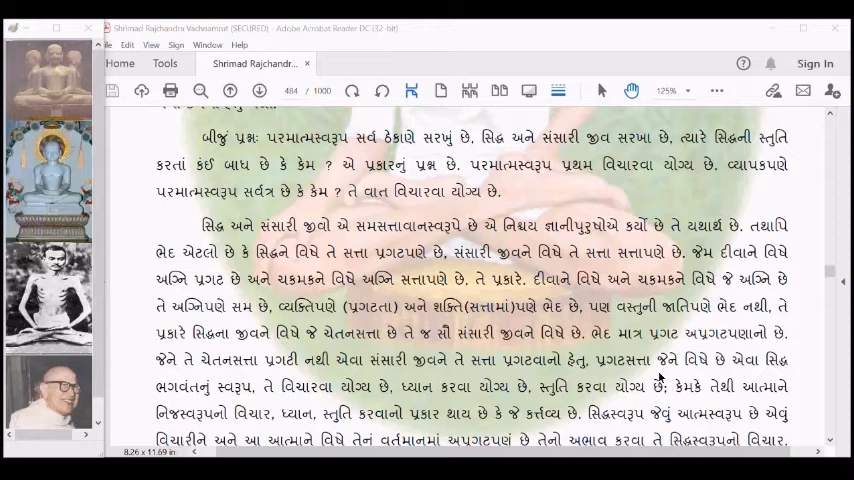 Shrimad Rajchandra Vachnamrut (SECURED) - Adobe Acrobat Reader DC (32-bit)
Edit View Sign Window Help
Home Tools Shrimad Rajchandr... × Sign In
484 / 1000 125%
બીજું પ્રશ્નઃ પરમાત્મસ્વરૂપ સર્વ ઠેકાણે સરખું છે, સિદ્ધ અને સંસારી જીવ સરખા છે, ત્યારે સિદ્ધની સ્તુતિ
કરતાં કંઈ બાધ છે કે કેમ ? એ પ્રકારનું પ્રશ્ન છે. પરમાત્મસ્વરૂપ પ્રથમ વિચારવા યોગ્ય છે. વ્યાપકપણે
પરમાત્મસ્વરૂપ સર્વત્ર છે કે કેમ ? તે વાત વિચારવા યોગ્ય છે.
સિદ્ધ અને સંસારી જીવો એ સમસત્તાવાનસ્વરૂપે છે એ નિશ્ચય જ્ઞાનીપુરુષોએ કર્યો છે તે યથાર્થ છે. તથાપિ
ભેદ એટલો છે કે સિદ્ધને વિષે તે સત્તા પ્રગટપણે છે, સંસારી જીવને વિષે તે સત્તા સત્તાપણે છે. જેમ દીવાને વિષે
અગ્નિ પ્રગટ છે અને ચકમકને વિષે અગ્નિ સત્તાપણે છે, તે પ્રકારે. દીવાને વિષે અને ચકમકને વિષે જે અગ્નિ છે
તે અગ્નિપણે સમ છે, વ્યક્તિપણે (પ્રગટતા) અને શક્તિ(સત્તામાં)પણે ભેદ છે, પણ વસ્તુની જાતિપણે ભેદ નથી, તે
પ્રકારે સિદ્ધના જીવને વિષે જે ચેતનસત્તા છે તે જ સૌ સંસારી જીવને વિષે છે. ભેદ માત્ર પ્રગટ અપ્રગટપણાનો છે.
જેને તે ચેતનસત્તા પ્રગટી નથી એવા સંસારી જીવને તે સત્તા પ્રગટવાનો હેતુ, પ્રગટસત્તા જેને વિષે છે એવા સિદ્ધ
ભગવંતનું સ્વરૂપ, તે વિચારવા યોગ્ય છે, ધ્યાન કરવા યોગ્ય છે, સ્તુતિ કરવા યોગ્ય છે; કેમકે તેથી આત્માને
નિજસ્વરૂપનો વિચાર, ધ્યાન, સ્તુતિ કરવાનો પ્રકાર થાય છે કે જે કર્ત્તવ્ય છે. સિદ્ધસ્વરૂપ જેવું આત્મસ્વરૂપ છે એવું
વિચારીને અને આ આત્માને વિષે તેનું વર્તમાનમાં અપ્રગટપણું છે તેનો અભાવ કરવા તે સિદ્ધસ્વરૂપનો વિચાર,
8.26 x 11.69 in